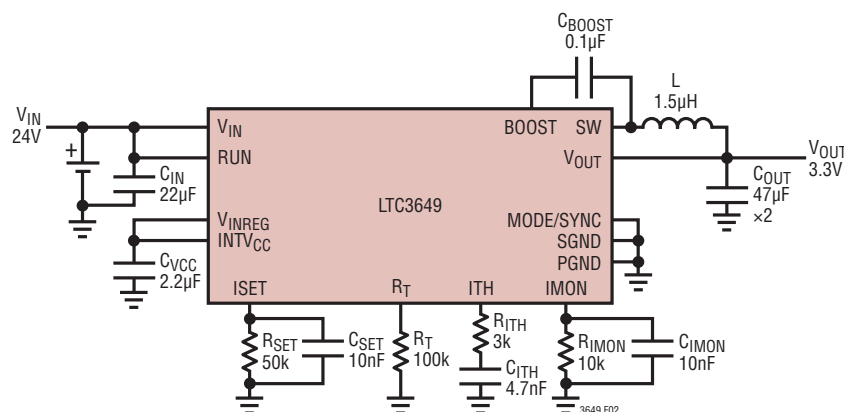 CBOOST
0.1µF
L
1.5µH
VIN
24V
VIN
BOOST SW
RUN
VOUT
VOUT
3.3V
+
CIN
22µF
COUT
47µF
×2
LTC3649
VINREG
MODE/SYNC
INTVCC
SGND
PGND
CVCC
2.2µF
ISET
RT
ITH
IMON
RSET
50k
CSET
10nF
RT
100k
RITH
3k
CITH
4.7nF
RIMON
10k
CIMON
10nF
3649 F02